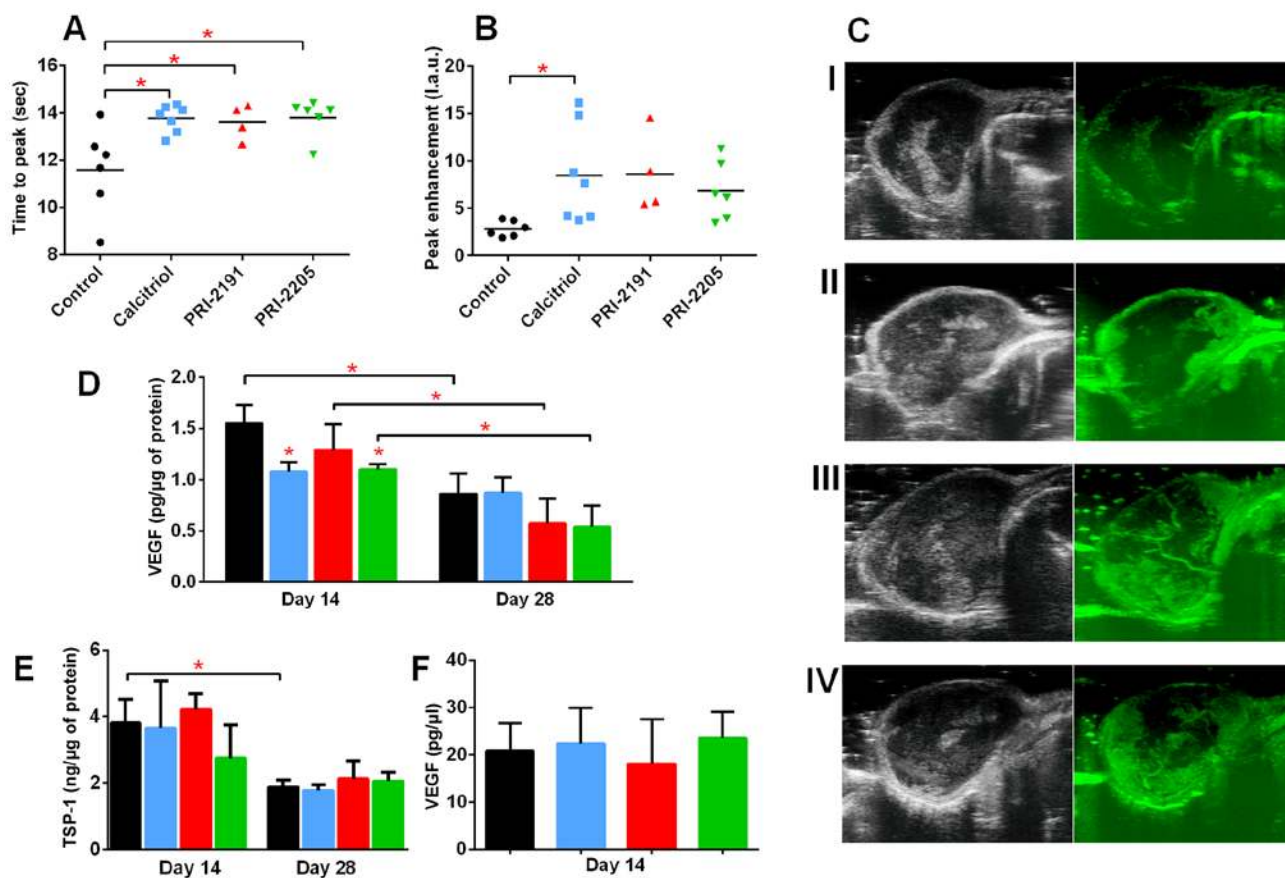 A
*
*
*
Time to peak (sec)
16
14
12
10
8
Control
Calcitriol
PRI-2191
PRI-2205
B
*
Peak enhancement (l.a.u.)
20
15
10
5
0
Control
Calcitriol
PRI-2191
PRI-2205
C
I
II
III
IV
D
*
*
*
* *
VEGF (pg/µg of protein)
2.0
1.5
1.0
0.5
0.0
Day 14 Day 28
E
*
TSP-1 (ng/µg of protein)
6
4
2
0
Day 14 Day 28
F
VEGF (pg/µl)
40
30
20
10
0
Day 14